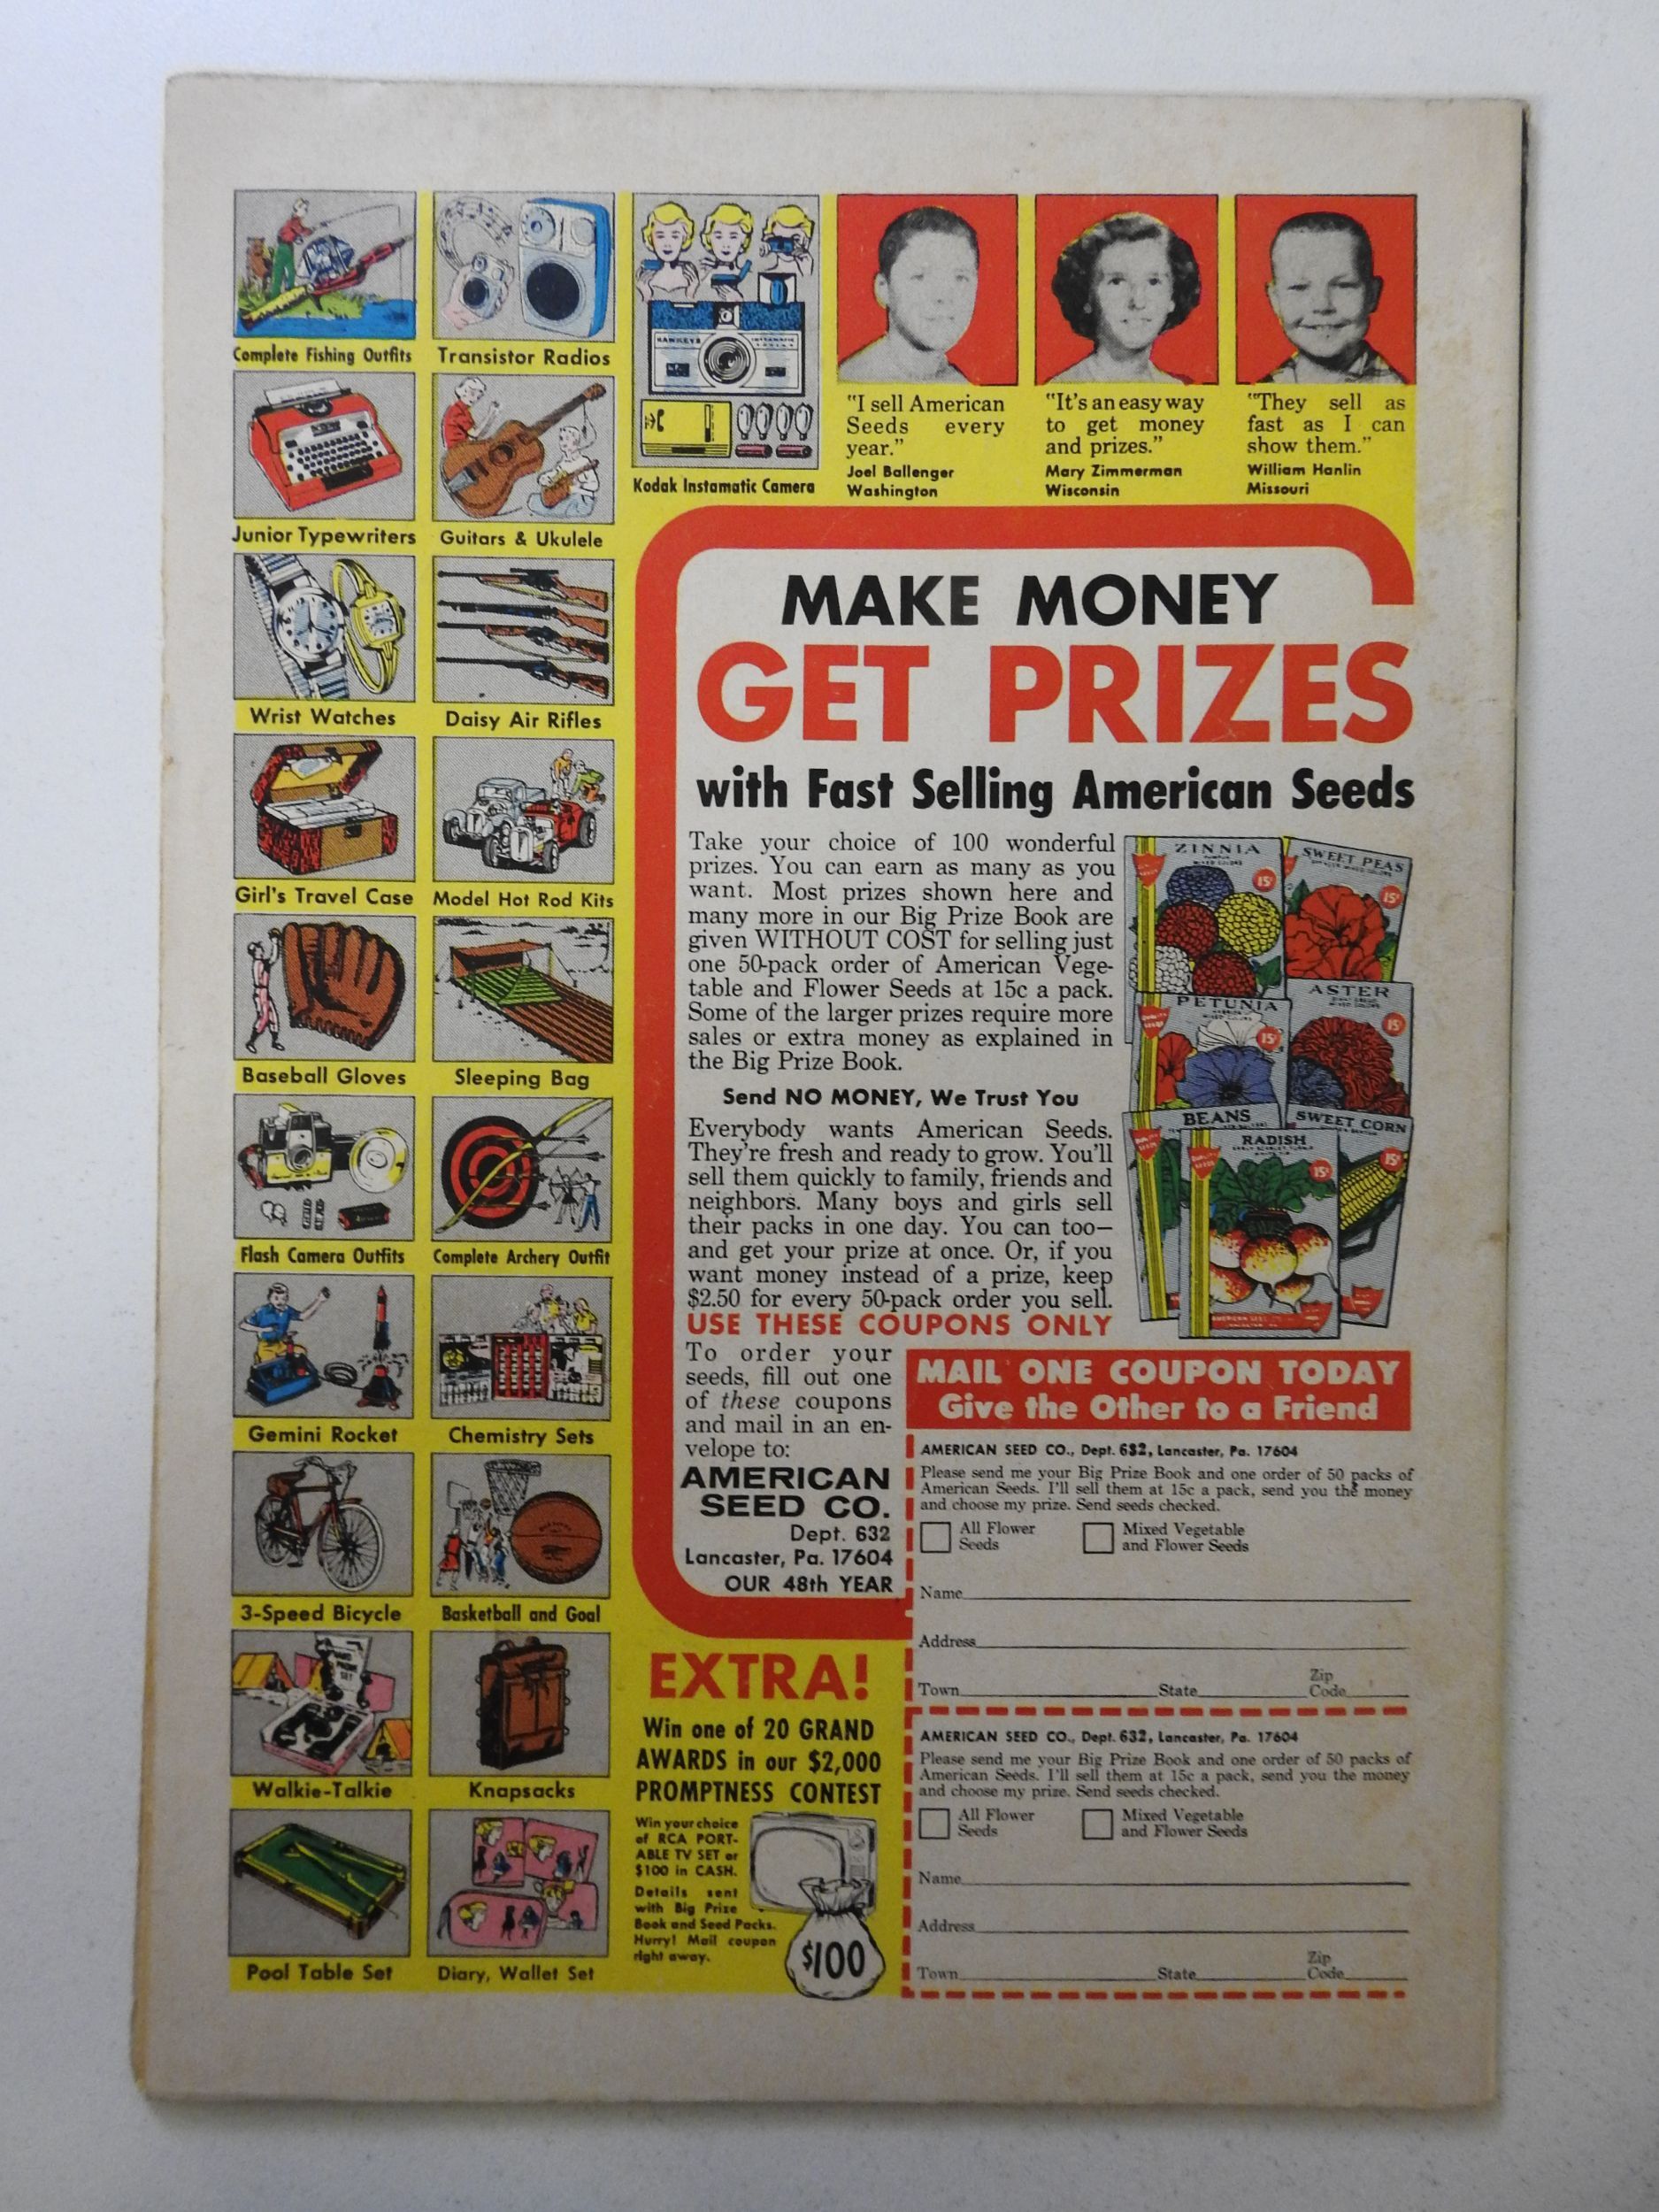 Complete Fishing Outfits
Transistor Radios
HAWKEYE INSTAMATIC
Kodak Instamatic Camera
"I sell American
Seeds every
year."
Joel Ballenger
Washington
"It's an easy way
to get money
and prizes."
Mary Zimmerman
Wisconsin
"They sell as
fast as I can
show them."
William Hanlin
Missouri
Junior Typewriters
Guitars & Ukulele
Wrist Watches
Daisy Air Rifles
Girl's Travel Case
Model Hot Rod Kits
Baseball Gloves
Sleeping Bag
Flash Camera Outfits
Complete Archery Outfit
Gemini Rocket
Chemistry Sets
3-Speed Bicycle
Basketball and Goal
Walkie-Talkie
Knapsacks
Pool Table Set
Diary, Wallet Set
MAKE MONEY
GET PRIZES
with Fast Selling American Seeds
Take your choice of 100 wonderful
prizes. You can earn as many as you
want. Most prizes shown here and
many more in our Big Prize Book are
given WITHOUT COST for selling just
one 50-pack order of American Vege-
table and Flower Seeds at 15c a pack.
Some of the larger prizes require more
sales or extra money as explained in
the Big Prize Book.
Send NO MONEY, We Trust You
Everybody wants American Seeds.
They're fresh and ready to grow. You'll
sell them quickly to family, friends and
neighbors. Many boys and girls sell
their packs in one day. You can too—
and get your prize at once. Or, if you
want money instead of a prize, keep
$2.50 for every 50-pack order you sell.
USE THESE COUPONS ONLY
To order your
seeds, fill out one
of these coupons
and mail in an en-
velope to:
AMERICAN
SEED CO.
Dept. 632
Lancaster, Pa. 17604
OUR 48th YEAR
ZINNIA
MIXED COLORS
15¢
SWEET PEAS
15¢
PETUNIA
15¢
ASTER
MIXED COLORS
15¢
BEANS
SWEET CORN
15¢
RADISH
15¢
MAIL ONE COUPON TODAY
Give the Other to a Friend
AMERICAN SEED CO., Dept. 632, Lancaster, Pa. 17604
Please send me your Big Prize Book and one order of 50 packs of
American Seeds. I'll sell them at 15c a pack, send you the money
and choose my prize. Send seeds checked.
All Flower
Seeds
Mixed Vegetable
and Flower Seeds
Name
Address
Town State Zip Code
AMERICAN SEED CO., Dept. 632, Lancaster, Pa. 17604
Please send me your Big Prize Book and one order of 50 packs of
American Seeds. I'll sell them at 15c a pack, send you the money
and choose my prize. Send seeds checked.
All Flower
Seeds
Mixed Vegetable
and Flower Seeds
Name
Address
Town State Zip Code
EXTRA!
Win one of 20 GRAND
AWARDS in our $2,000
PROMPTNESS CONTEST
Win your choice
of RCA PORT-
ABLE TV SET or
$100 in CASH.
Details sent
with Big Prize
Book and Seed Packs.
Hurry! Mail coupon
right away.
$100